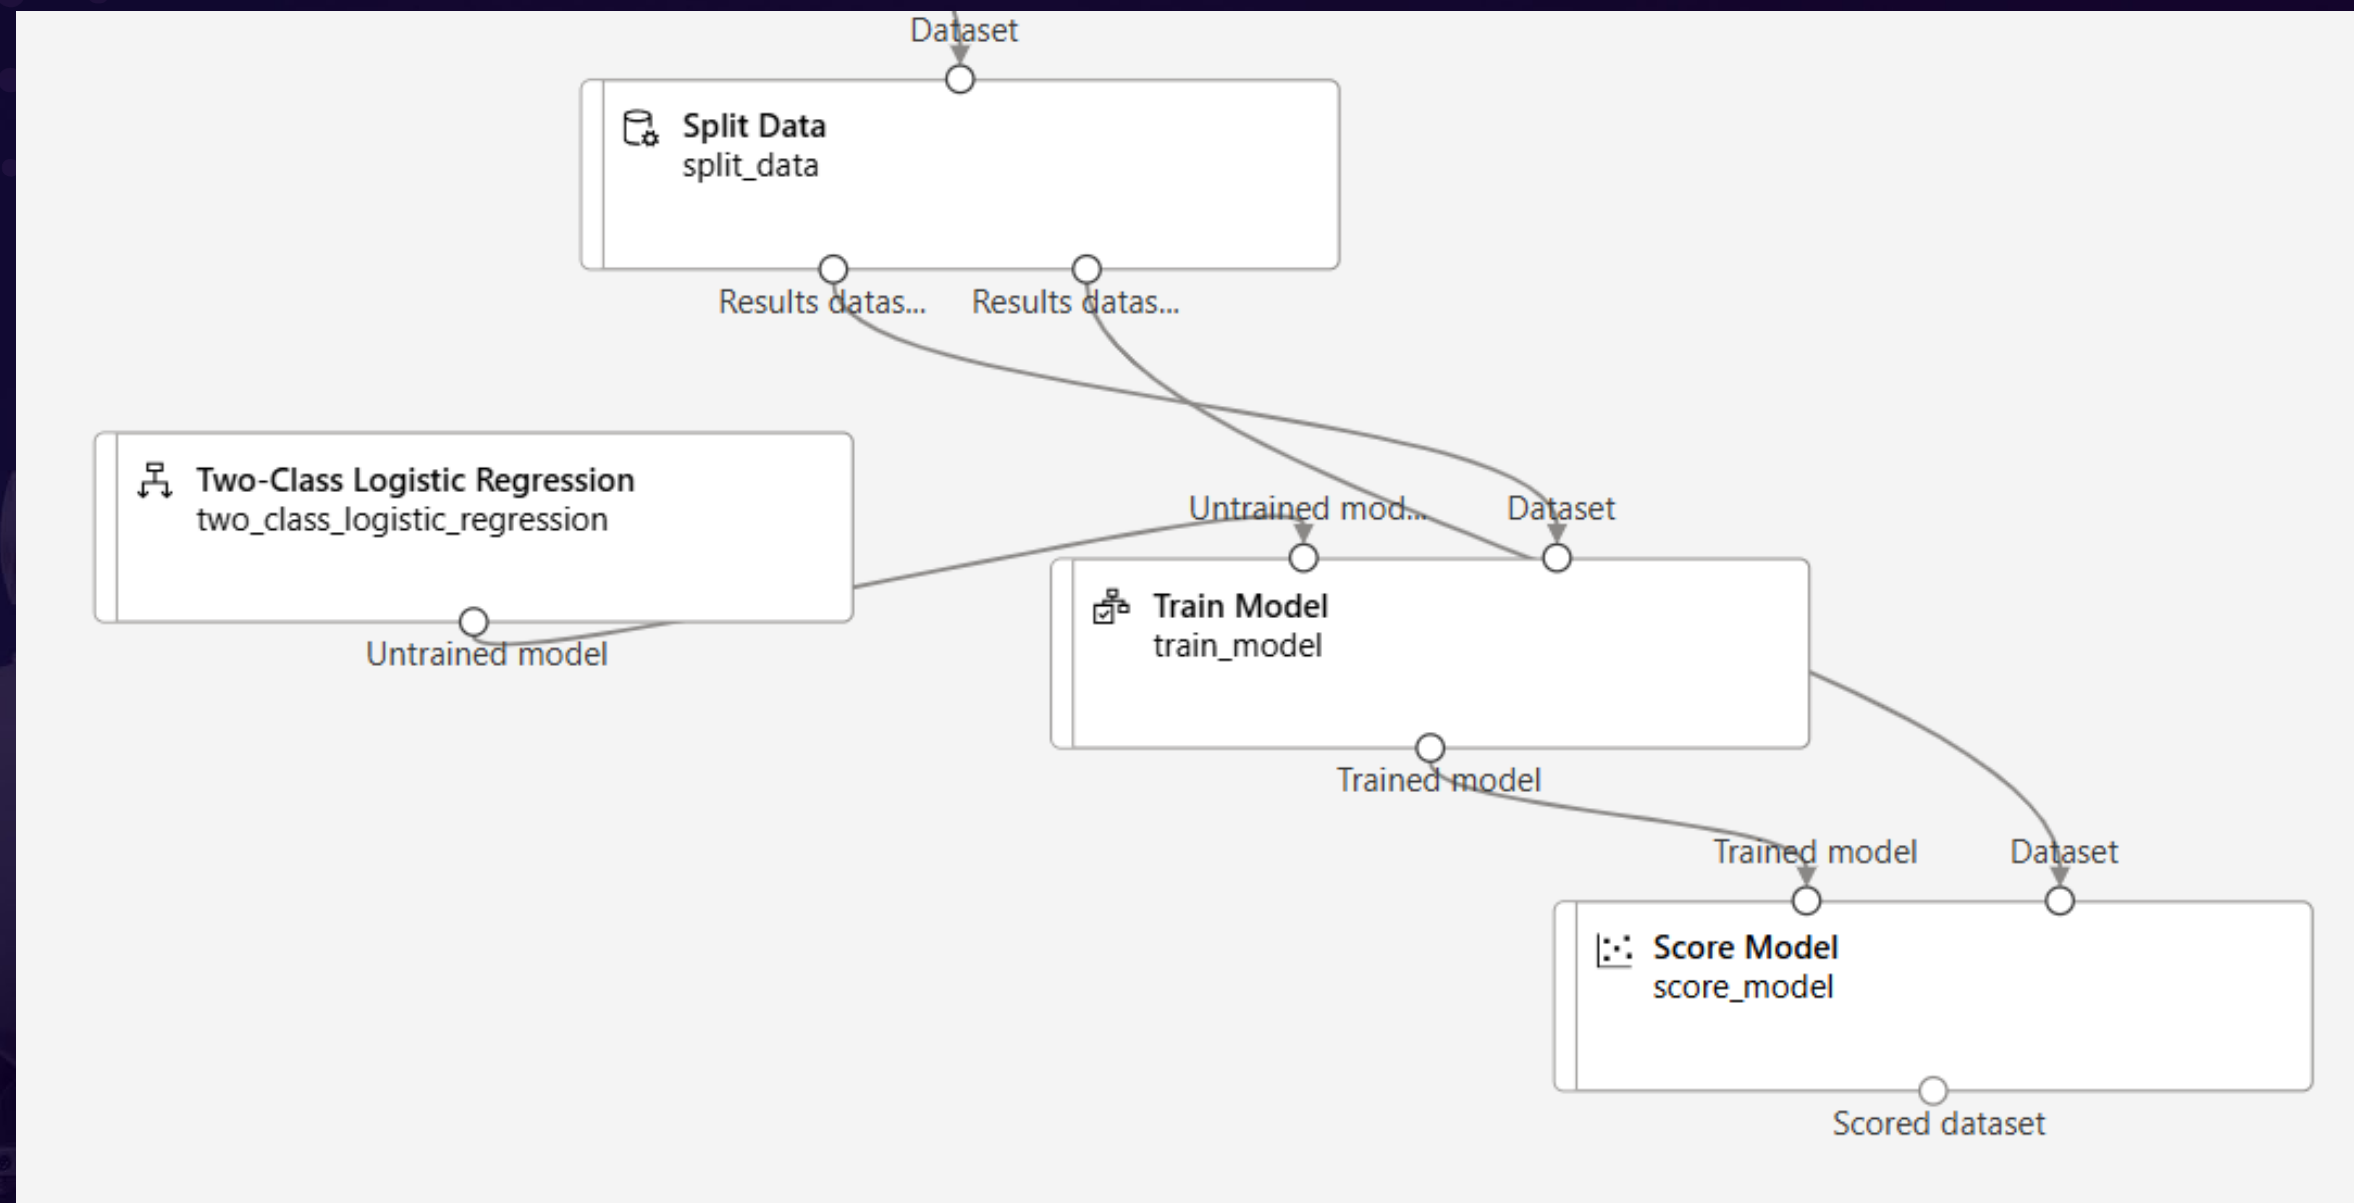 Dataset
Split Data
split_data
Results datas...
Results datas...
Two-Class Logistic Regression
two_class_logistic_regression
Untrained model
Untrained mod...
Dataset
Train Model
train_model
Trained model
Trained model
Dataset
Score Model
score_model
Scored dataset